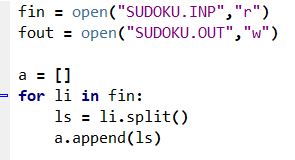 fin = open("SUDOKU.INP","r")
fout = open("SUDOKU.OUT","w")
a = []
for li in fin:
    ls = li.split()
    a.append(ls)